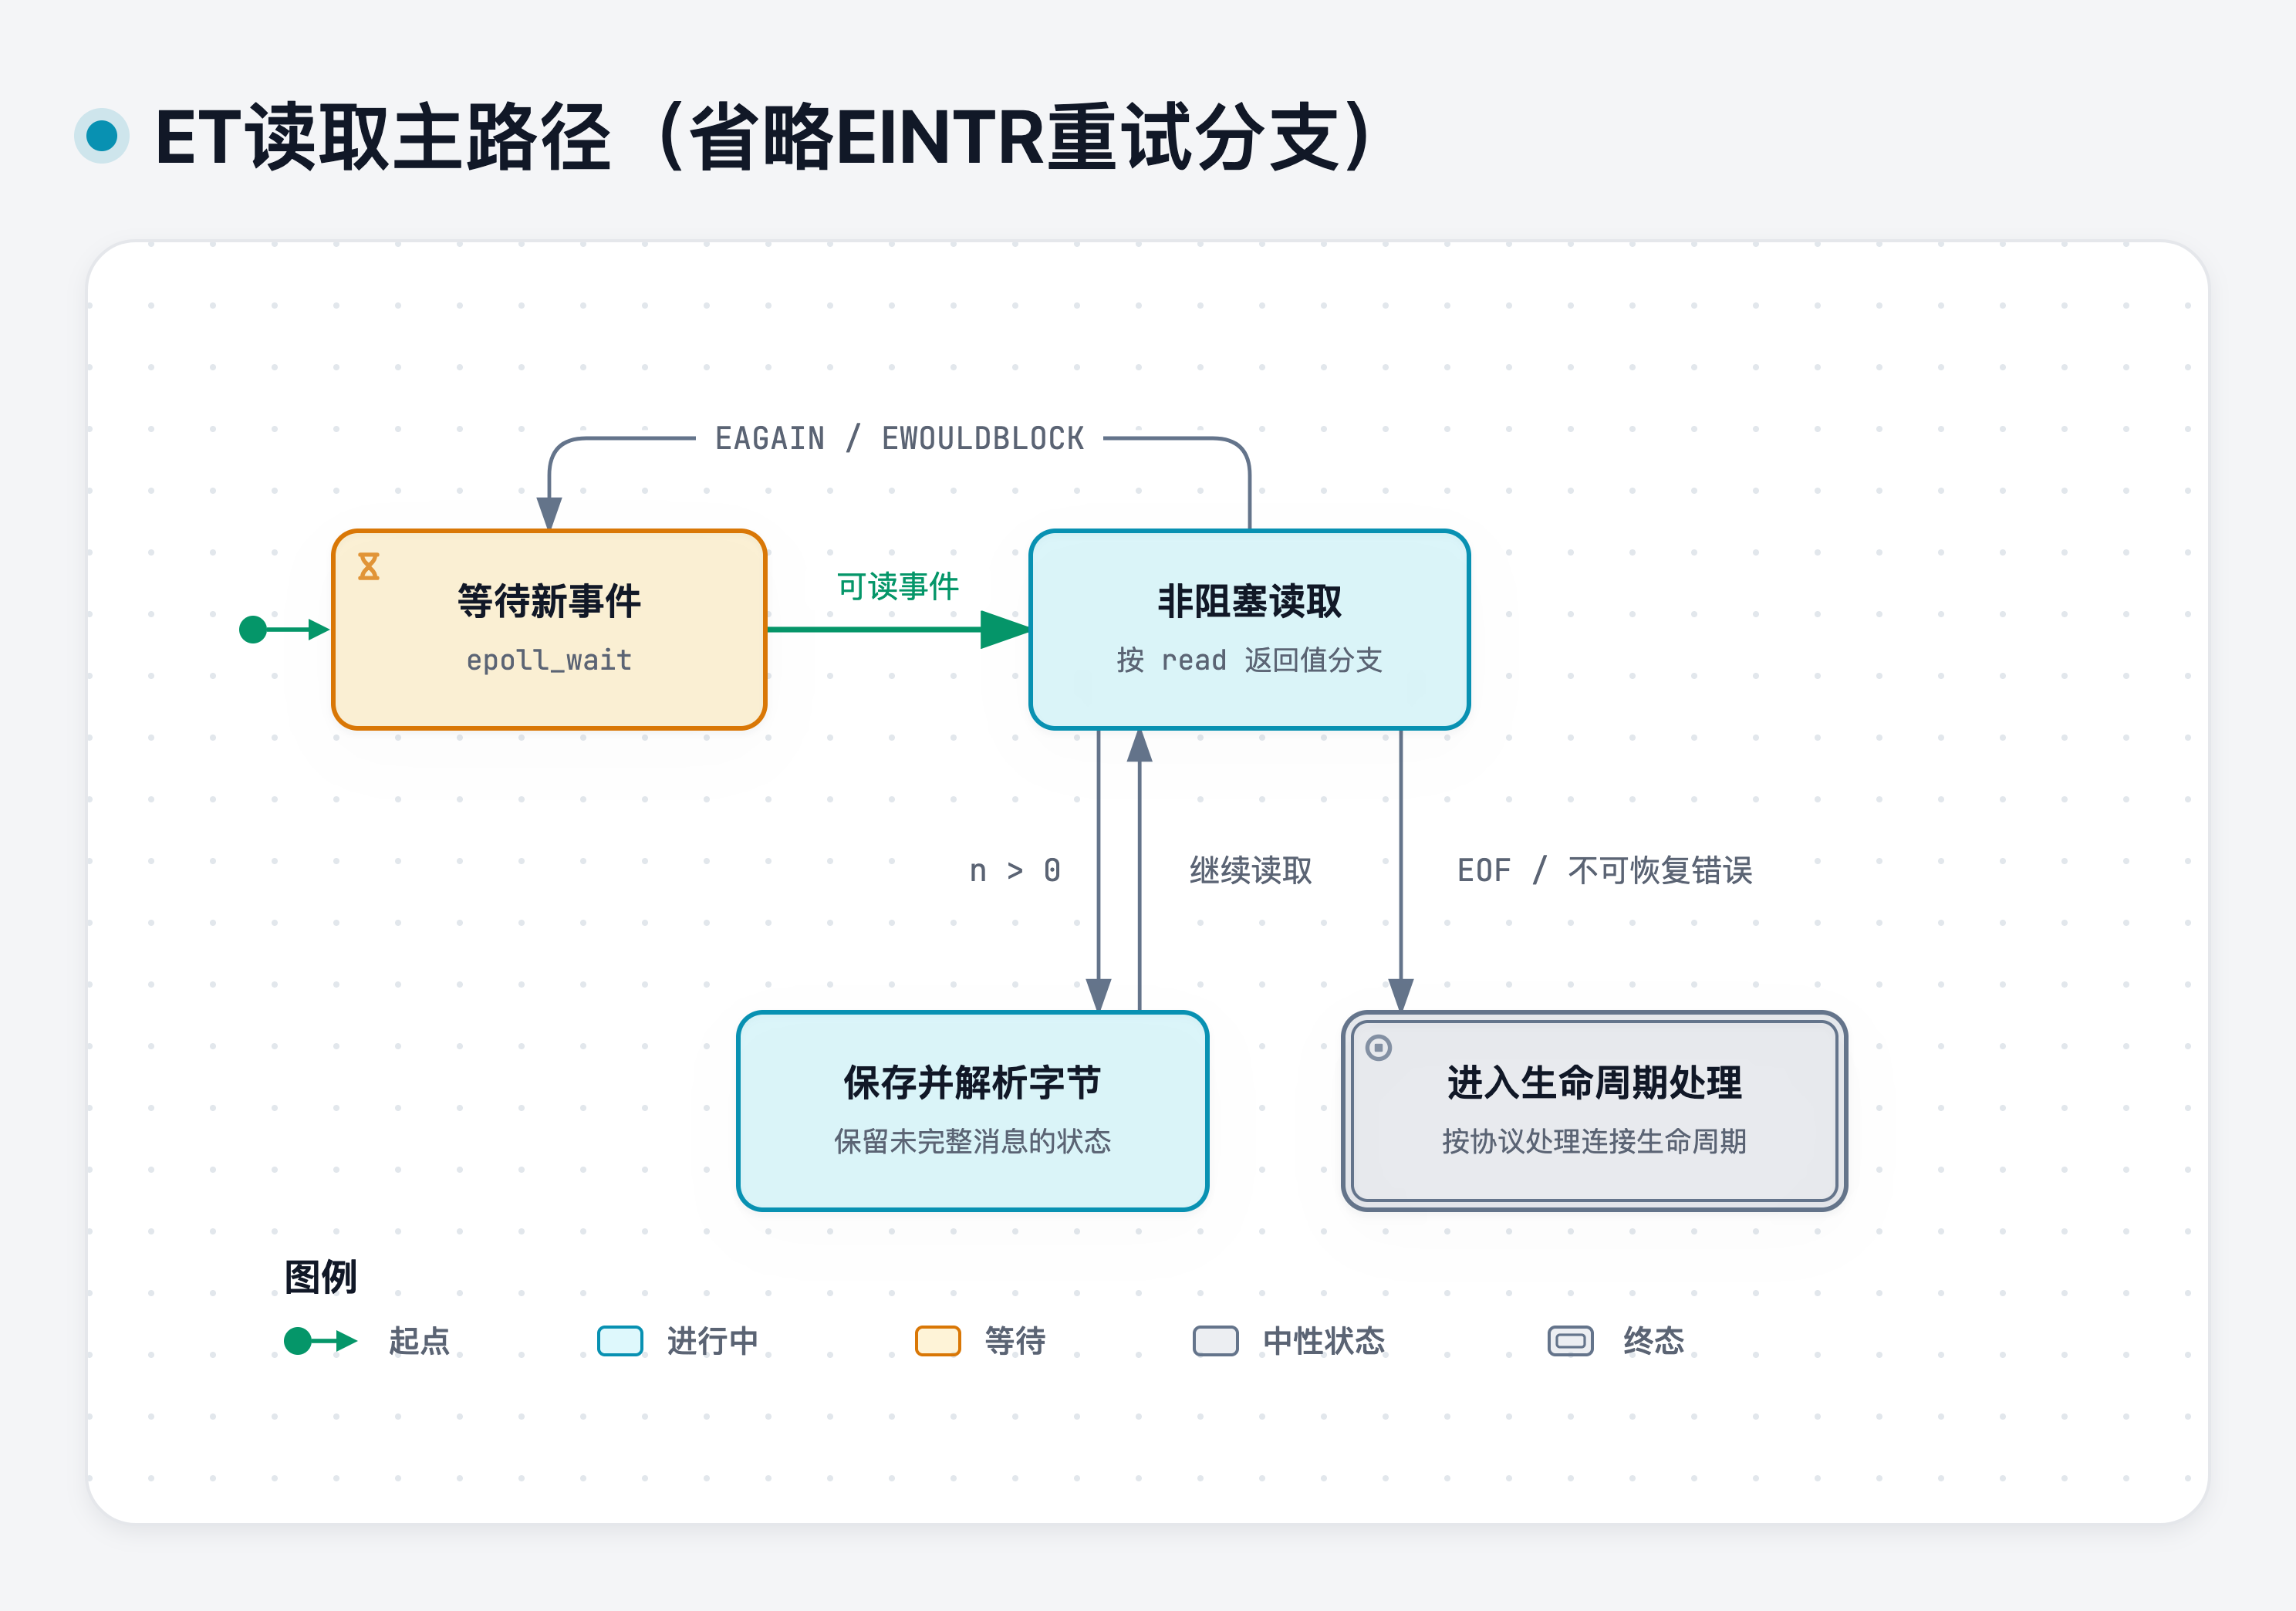 ET读取主路径（省略EINTR重试分支）
EAGAIN / EWOULDBLOCK
等待新事件
epoll_wait
可读事件
非阻塞读取
按 read 返回值分支
n > 0
继续读取
EOF / 不可恢复错误
保存并解析字节
保留未完整消息的状态
进入生命周期处理
按协议处理连接生命周期
图例
起点
进行中
等待
中性状态
终态